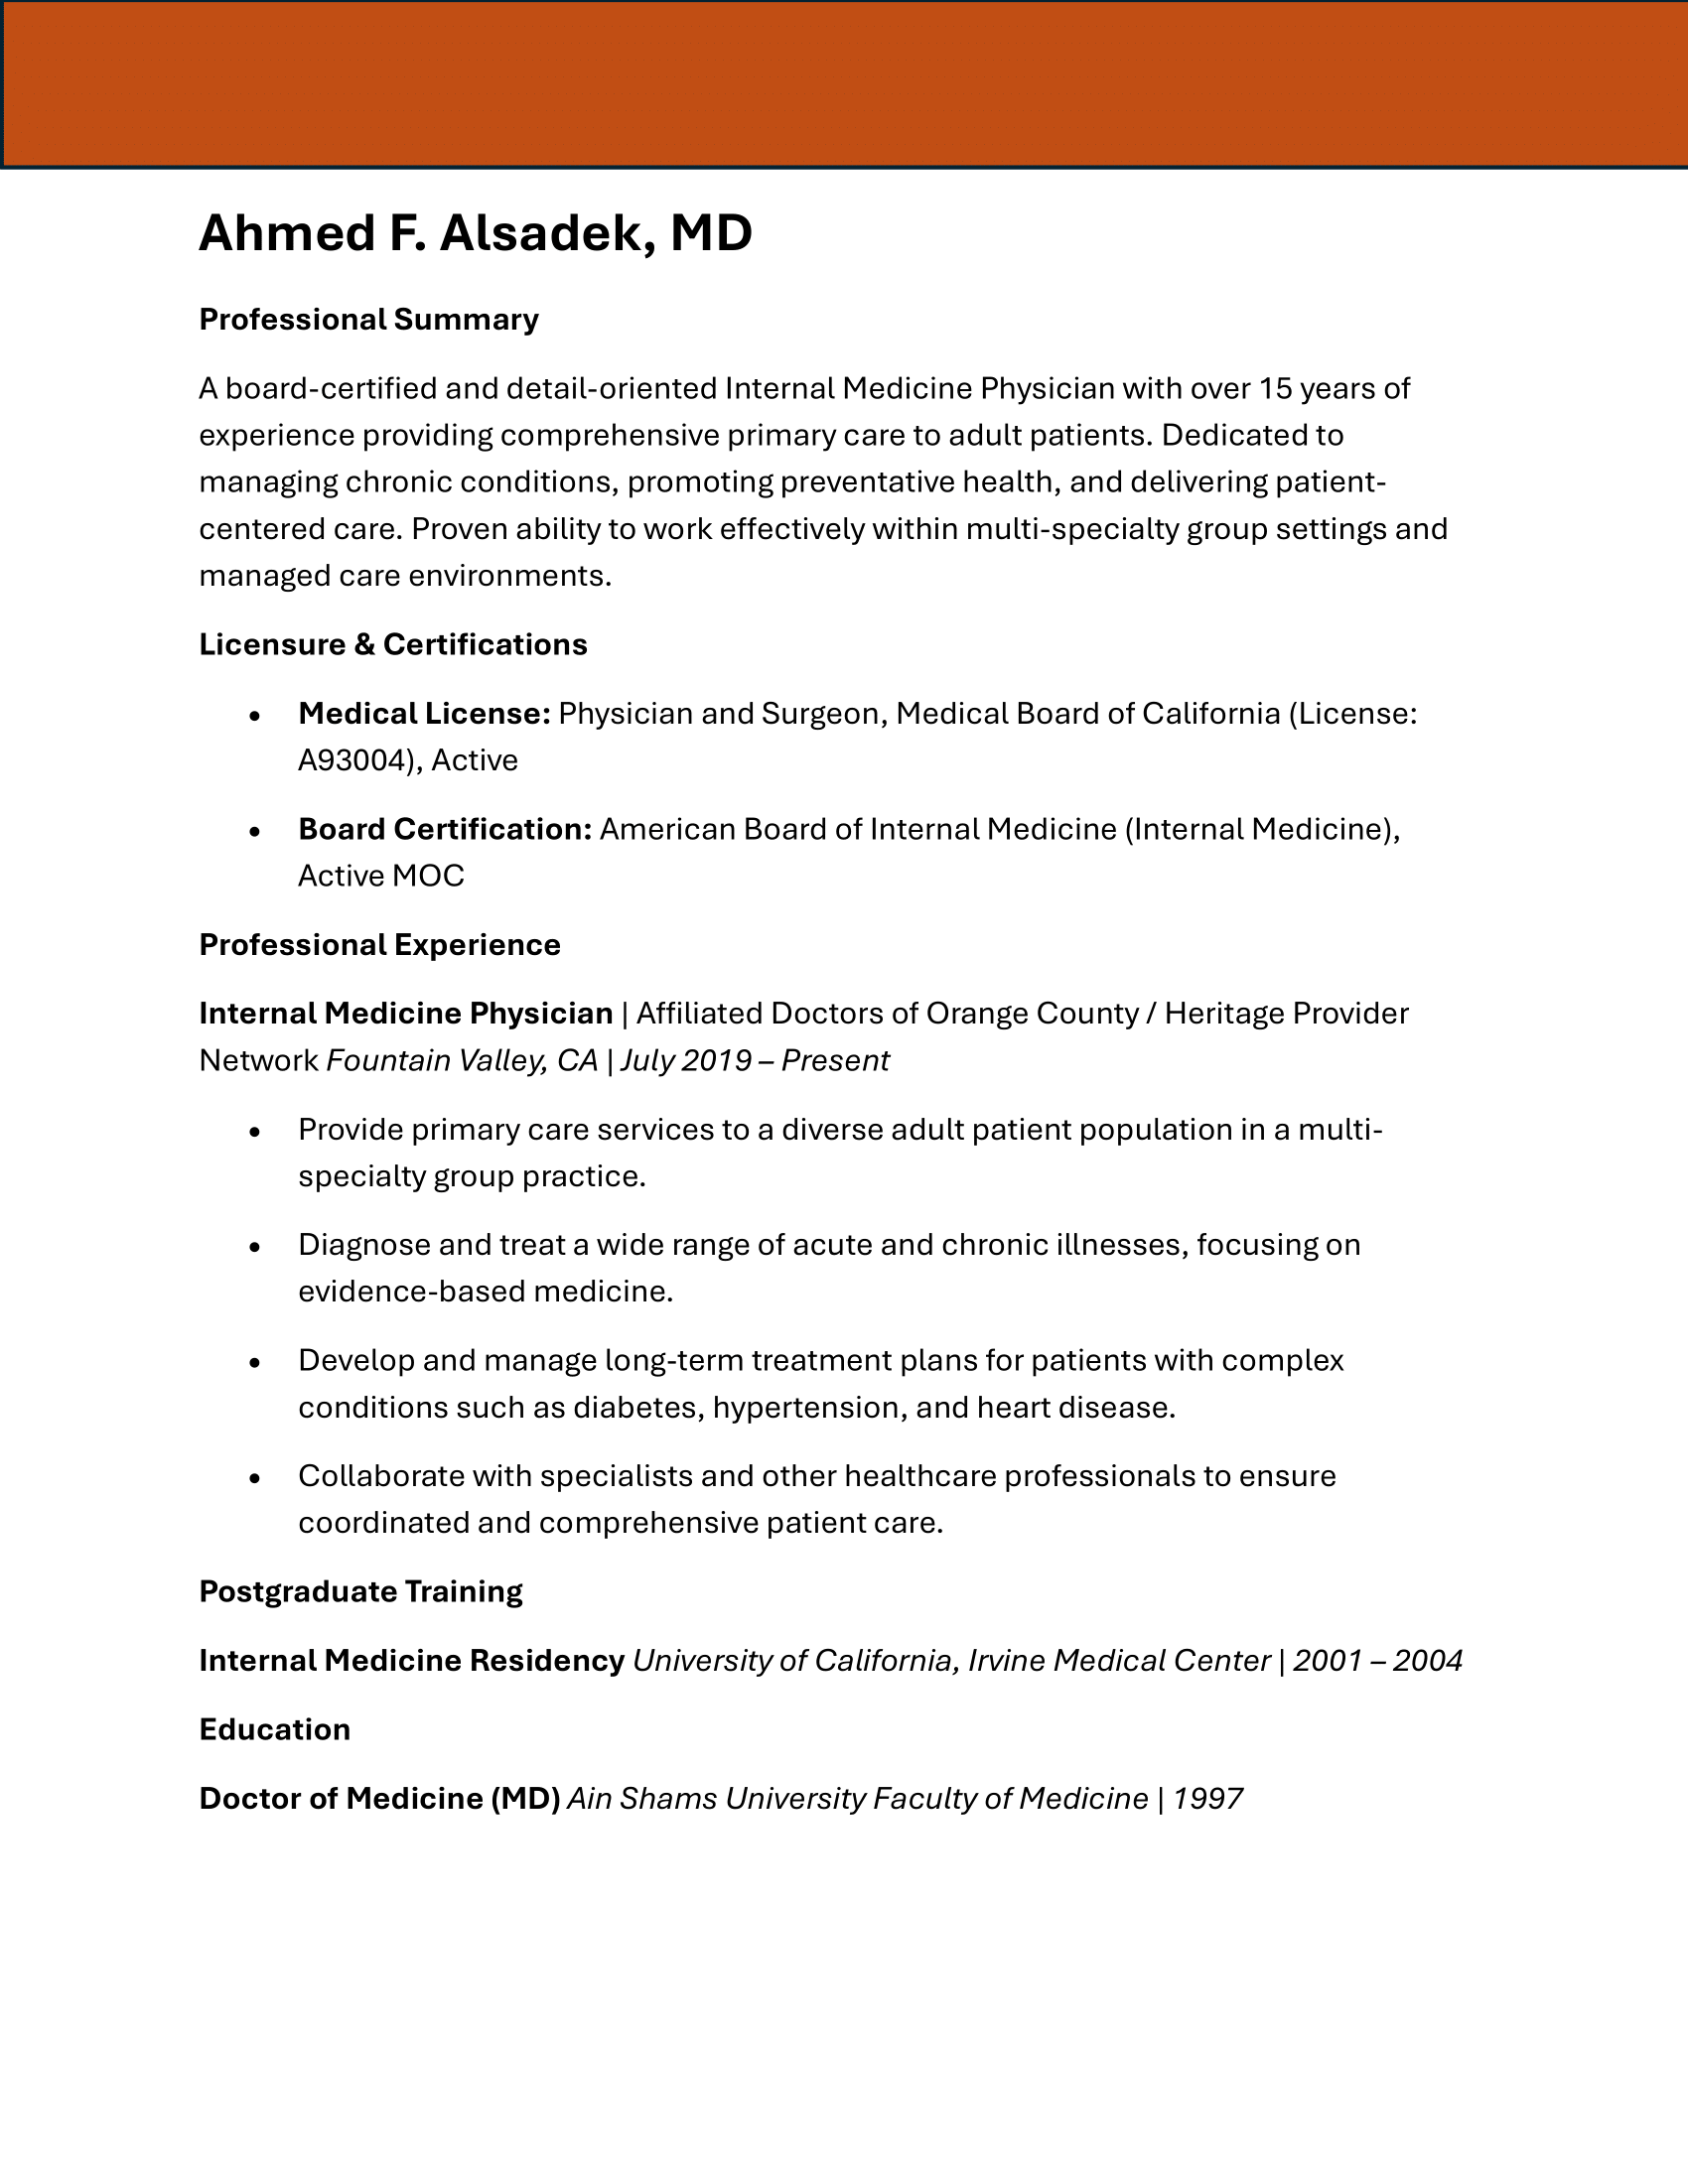 Ahmed F. Alsadek, MD
Professional Summary
A board-certified and detail-oriented Internal Medicine Physician with over 15 years of
experience providing comprehensive primary care to adult patients. Dedicated to
managing chronic conditions, promoting preventative health, and delivering patient-
centered care. Proven ability to work effectively within multi-specialty group settings and
managed care environments.
Licensure & Certifications
• Medical License: Physician and Surgeon, Medical Board of California (License:
A93004), Active
• Board Certification: American Board of Internal Medicine (Internal Medicine),
Active MOC
Professional Experience
Internal Medicine Physician | Affiliated Doctors of Orange County / Heritage Provider
Network Fountain Valley, CA | July 2019 – Present
• Provide primary care services to a diverse adult patient population in a multi-
specialty group practice.
• Diagnose and treat a wide range of acute and chronic illnesses, focusing on
evidence-based medicine.
• Develop and manage long-term treatment plans for patients with complex
conditions such as diabetes, hypertension, and heart disease.
• Collaborate with specialists and other healthcare professionals to ensure
coordinated and comprehensive patient care.
Postgraduate Training
Internal Medicine Residency University of California, Irvine Medical Center | 2001 – 2004
Education
Doctor of Medicine (MD) Ain Shams University Faculty of Medicine | 1997